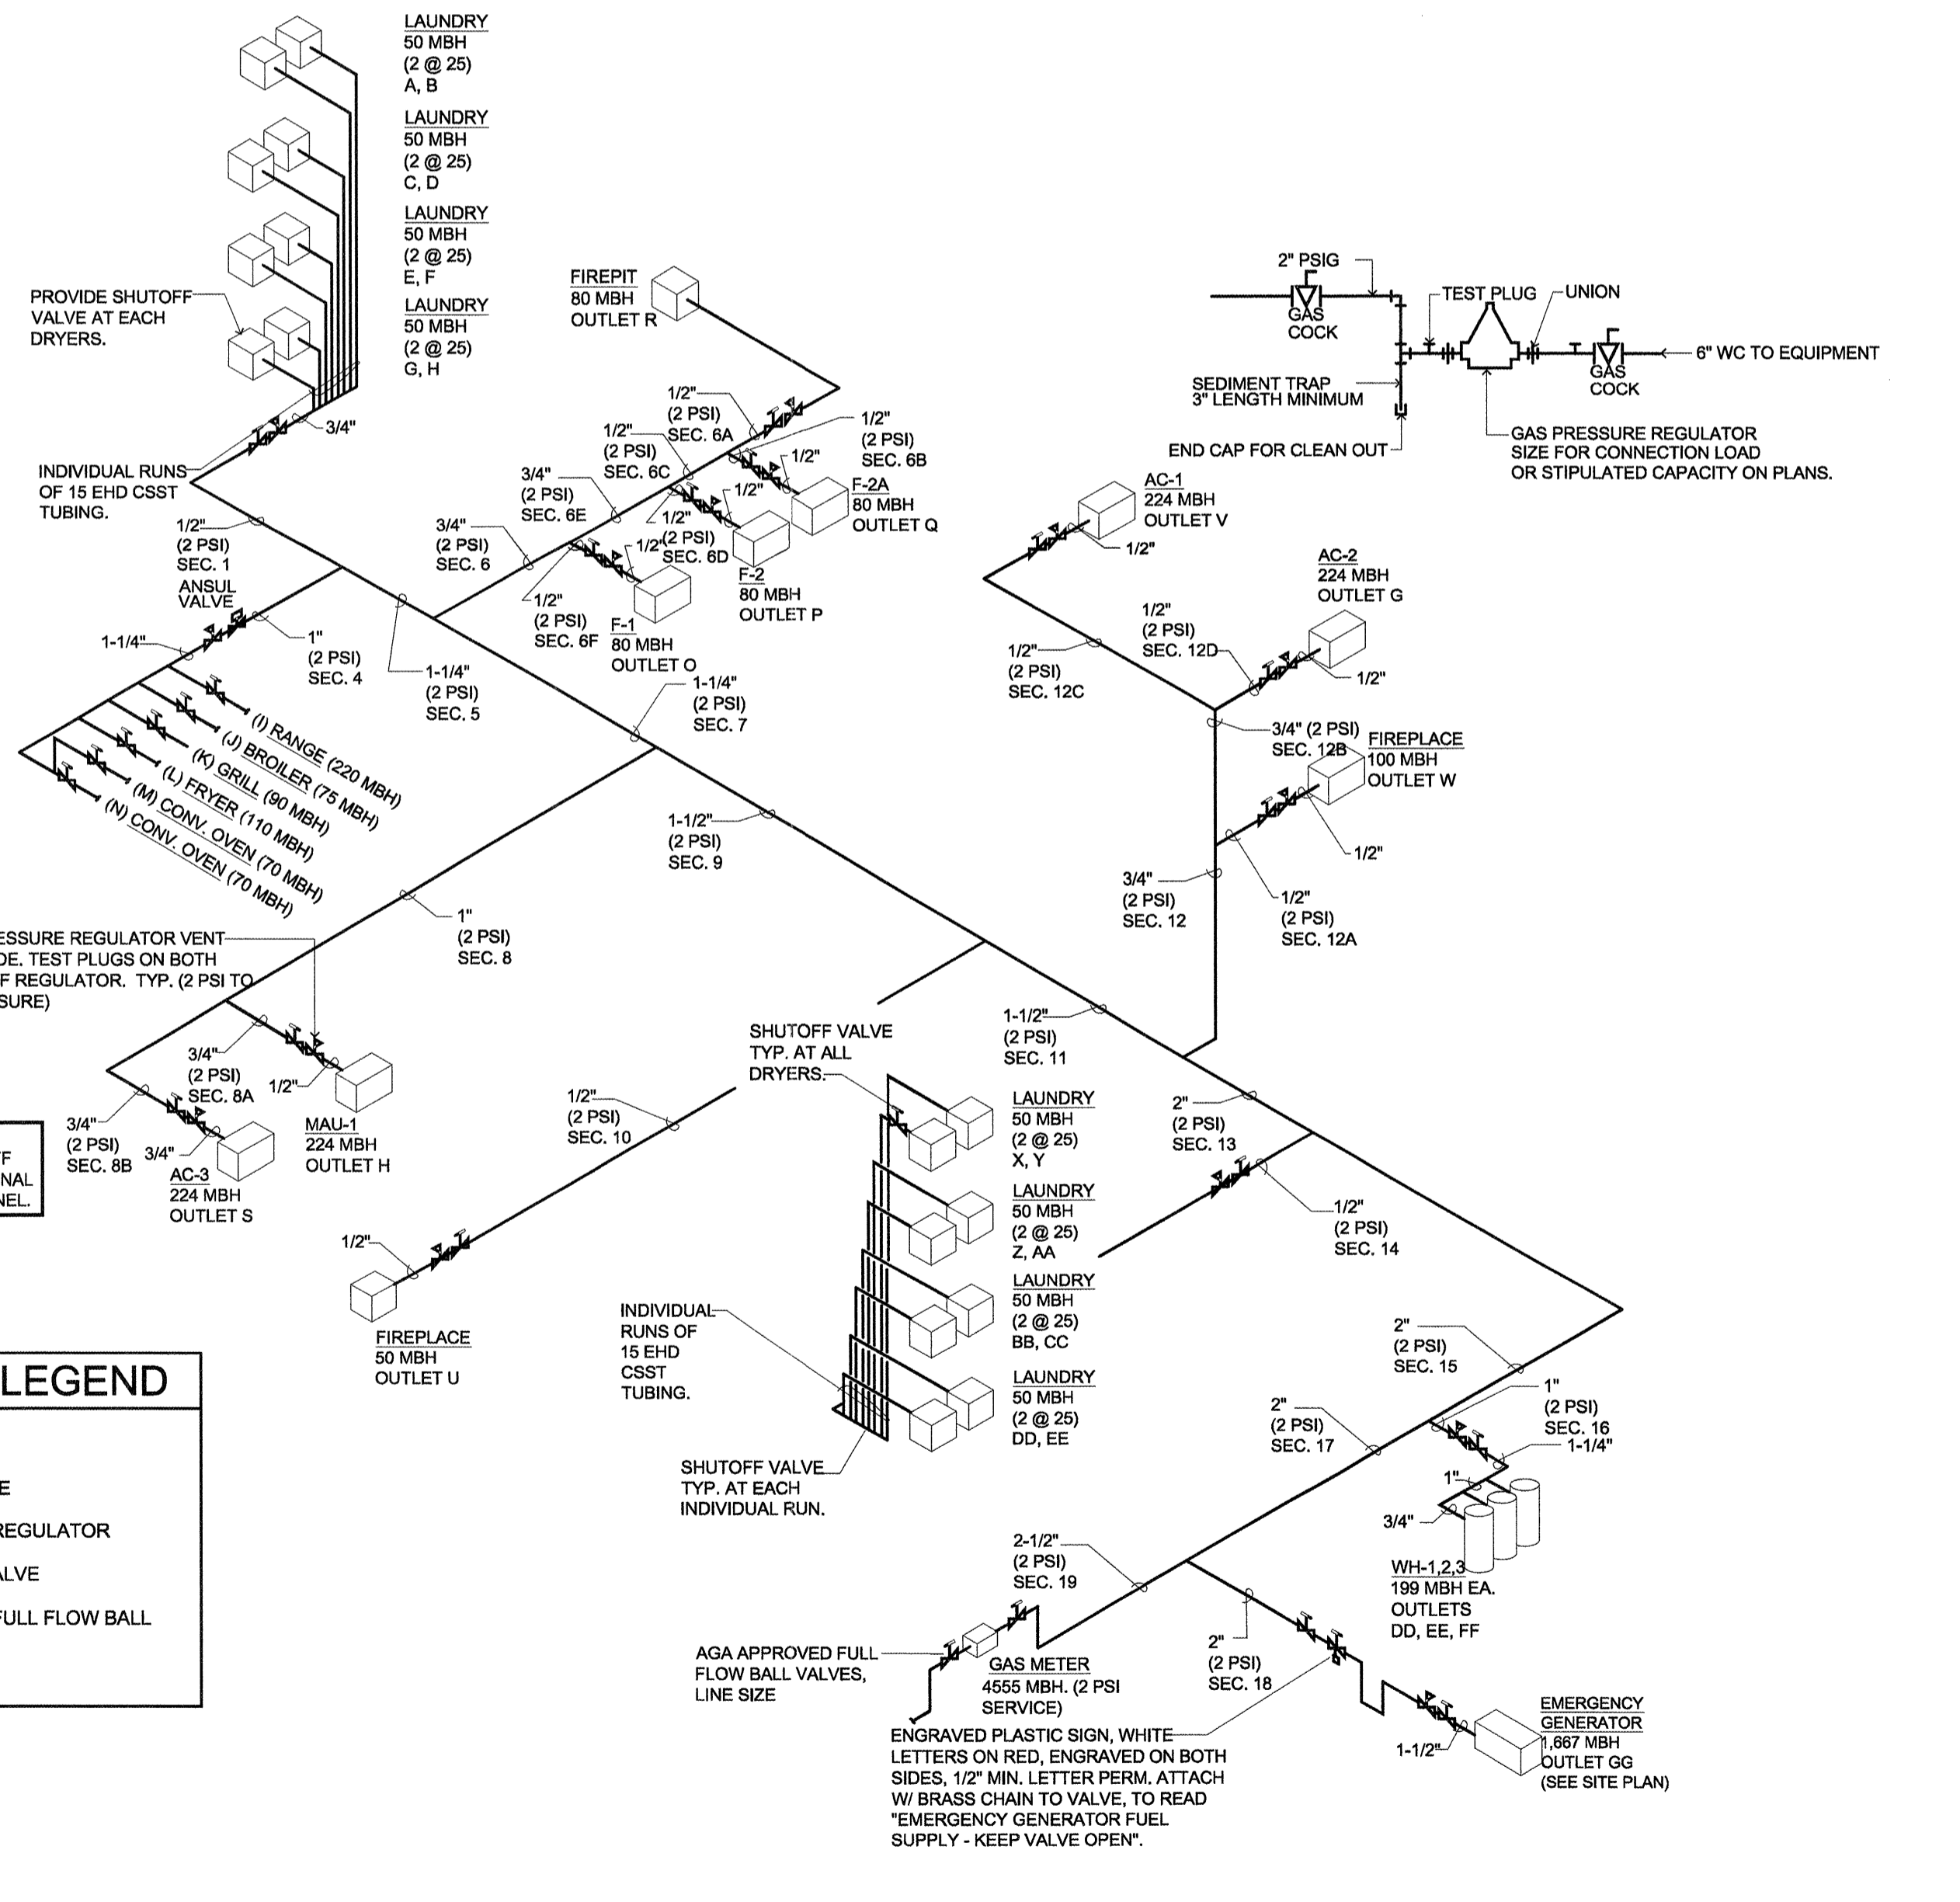 LAUNDRY
50 MBH
(2 @ 25)
A, B
LAUNDRY
50 MBH
(2 @ 25)
C, D
LAUNDRY
50 MBH
(2 @ 25)
E, F
LAUNDRY
50 MBH
(2 @ 25)
G, H
PROVIDE SHUTOFF
VALVE AT EACH
DRYERS.
3/4"
INDIVIDUAL RUNS
OF 15 EHD CSST
TUBING.
1/2"
(2 PSI)
SEC. 1
FIREPIT
80 MBH
OUTLET R
1/2"
(2 PSI)
SEC. 6A
1/2"
(2 PSI)
SEC. 6B
1/2"
(2 PSI)
SEC. 6C
1/2"
F-2A
80 MBH
OUTLET Q
3/4"
(2 PSI)
SEC. 6E
1/2"
1/2"
(2 PSI)
SEC. 6D
F-2
80 MBH
OUTLET P
3/4"
(2 PSI)
SEC. 6
1/2"
1/2"
(2 PSI)
SEC. 6F
F-1
80 MBH
OUTLET O
2" PSIG
GAS
COCK
TEST PLUG
UNION
6" WC TO EQUIPMENT
GAS
COCK
SEDIMENT TRAP
3" LENGTH MINIMUM
END CAP FOR CLEAN OUT
GAS PRESSURE REGULATOR
SIZE FOR CONNECTION LOAD
OR STIPULATED CAPACITY ON PLANS.
AC-1
224 MBH
OUTLET V
1/2"
AC-2
224 MBH
OUTLET G
1/2"
(2 PSI)
SEC. 12D
1/2"
1/2"
(2 PSI)
SEC. 12C
3/4" (2 PSI)
SEC. 12B
FIREPLACE
100 MBH
OUTLET W
1/2"
3/4"
(2 PSI)
SEC. 12
1/2"
(2 PSI)
SEC. 12A
ANSUL
VALVE
1-1/4"
1"
(2 PSI)
SEC. 4
1-1/4"
(2 PSI)
SEC. 5
1-1/4"
(2 PSI)
SEC. 7
(I) RANGE (220 MBH)
(J) BROILER (75 MBH)
(K) GRILL (90 MBH)
(L) FRYER (110 MBH)
(M) CONV. OVEN (70 MBH)
(N) CONV. OVEN (70 MBH)
1-1/2"
(2 PSI)
SEC. 9
1"
(2 PSI)
SEC. 8
ESSURE REGULATOR VENT
DE. TEST PLUGS ON BOTH
F REGULATOR. TYP. (2 PSI TO
SURE)
3/4"
(2 PSI)
SEC. 8A
1/2"
MAU-1
224 MBH
OUTLET H
3/4"
(2 PSI)
SEC. 8B
3/4"
AC-3
224 MBH
OUTLET S
FF
NAL
NEL.
1/2"
(2 PSI)
SEC. 10
1/2"
FIREPLACE
50 MBH
OUTLET U
SHUTOFF VALVE
TYP. AT ALL
DRYERS.
1-1/2"
(2 PSI)
SEC. 11
LAUNDRY
50 MBH
(2 @ 25)
X, Y
LAUNDRY
50 MBH
(2 @ 25)
Z, AA
LAUNDRY
50 MBH
(2 @ 25)
BB, CC
LAUNDRY
50 MBH
(2 @ 25)
DD, EE
INDIVIDUAL
RUNS OF
15 EHD
CSST
TUBING.
SHUTOFF VALVE
TYP. AT EACH
INDIVIDUAL RUN.
2"
(2 PSI)
SEC. 13
1/2"
(2 PSI)
SEC. 14
2"
(2 PSI)
SEC. 15
1"
(2 PSI)
SEC. 16
1-1/4"
2"
(2 PSI)
SEC. 17
1"
3/4"
WH-1,2,3
199 MBH EA.
OUTLETS
DD, EE, FF
2-1/2"
(2 PSI)
SEC. 19
AGA APPROVED FULL
FLOW BALL VALVES,
LINE SIZE
GAS METER
4555 MBH. (2 PSI
SERVICE)
2"
(2 PSI)
SEC. 18
ENGRAVED PLASTIC SIGN, WHITE
LETTERS ON RED, ENGRAVED ON BOTH
SIDES, 1/2" MIN. LETTER PERM. ATTACH
W/ BRASS CHAIN TO VALVE, TO READ
"EMERGENCY GENERATOR FUEL
SUPPLY - KEEP VALVE OPEN".
1-1/2"
EMERGENCY
GENERATOR
1,667 MBH
OUTLET GG
(SEE SITE PLAN)
LEGEND
E
REGULATOR
ALVE
FULL FLOW BALL